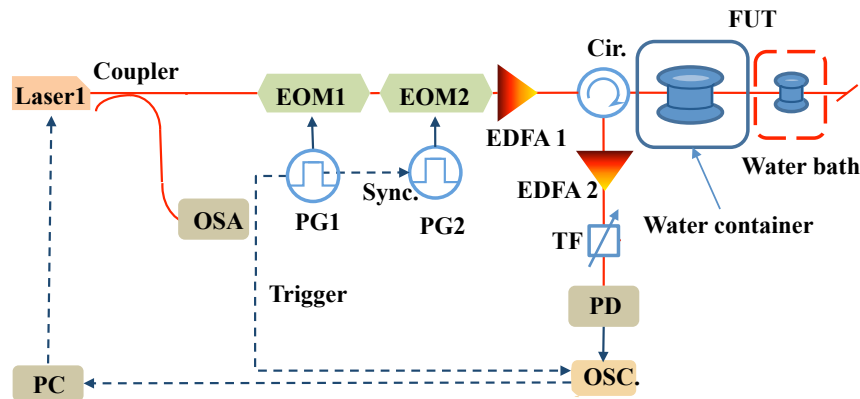 FUT
Cir.
Coupler
Laser1
EOM1
EOM2
EDFA 1
Water bath
EDFA 2
Sync.
OSA
PG1
PG2
Water container
TF
Trigger
PD
PC
OSC.